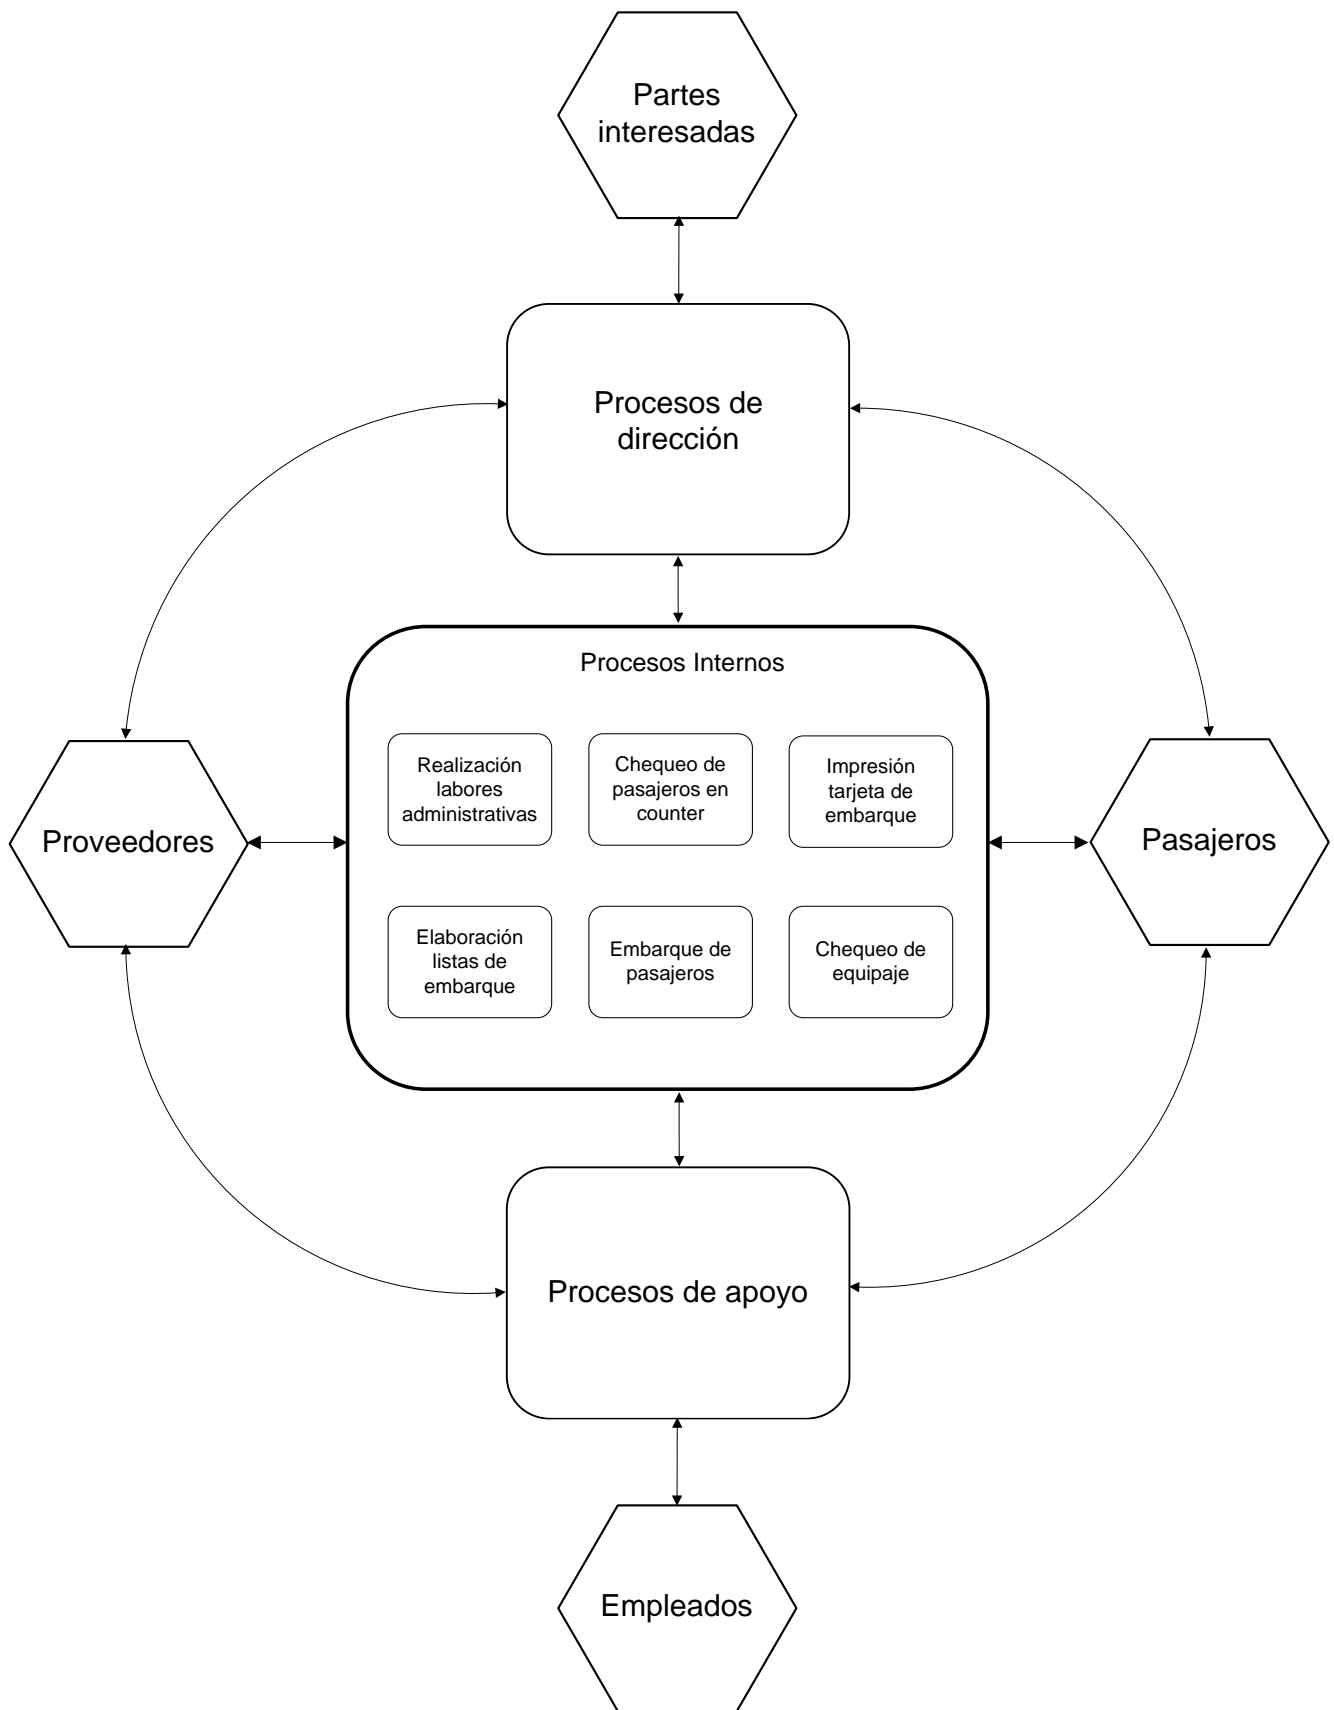 Partes
interesadas
Procesos de
dirección
Procesos Internos
Realización
labores
administrativas
Chequeo de
pasajeros en
counter
Impresión
tarjeta de
embarque
Proveedores
Pasajeros
Elaboración
listas de
embarque
Embarque de
pasajeros
Chequeo de
equipaje
Procesos de apoyo
Empleados